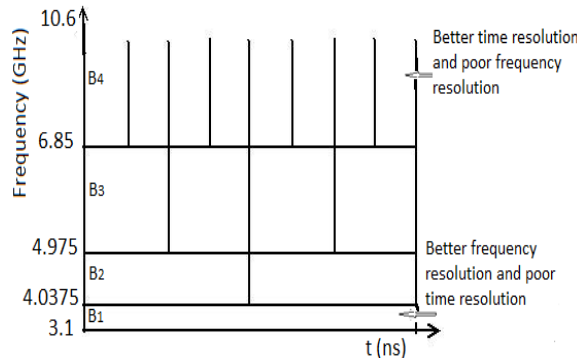 10.6
Frequency (GHz)
B4
Better time resolution
and poor frequency
resolution
6.85
B3
4.975
Better frequency
resolution and poor
time resolution
B2
4.0375
B1
3.1
t (ns)